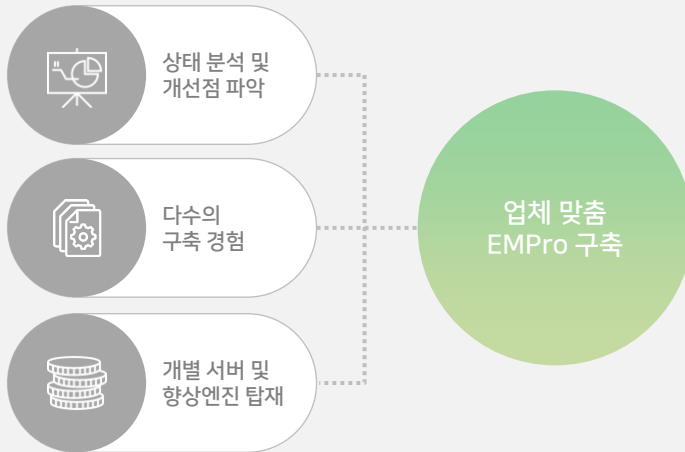 상태 분석 및
개선점 파악
다수의
구축 경험
개별 서버 및
향상엔진 탑재
업체 맞춤
EMPro 구축